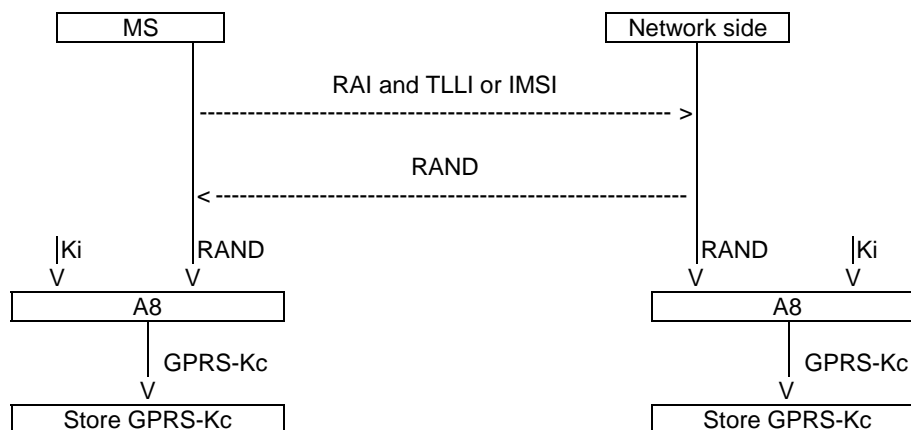 MS Network side
RAI and TLLI or IMSI
------------------------------------------------------- >
RAND
< -------------------------------------------------------
Ki RAND RAND Ki
V V V V
A8 A8
GPRS-Kc GPRS-Kc
V V
Store GPRS-Kc Store GPRS-Kc